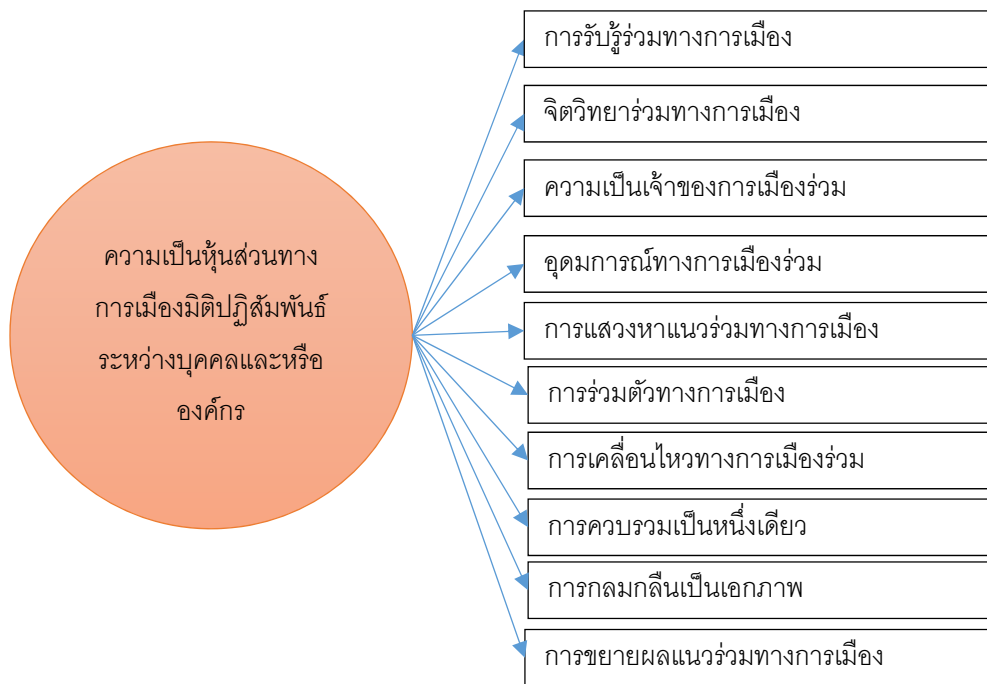 ความเป็นหุ้นส่วนทาง
การเมืองมิติปฏิสัมพันธ์
ระหว่างบุคคลและหรือ
องค์กร
การรับรู้ร่วมทางการเมือง
จิตวิทยาร่วมทางการเมือง
ความเป็นเจ้าของการเมืองร่วม
อุดมการณ์ทางการเมืองร่วม
การแสวงหาแนวร่วมทางการเมือง
การร่วมตัวทางการเมือง
การเคลื่อนไหวทางการเมืองร่วม
การควบรวมเป็นหนึ่งเดียว
การกลมกลืนเป็นเอกภาพ
การขยายผลแนวร่วมทางการเมือง